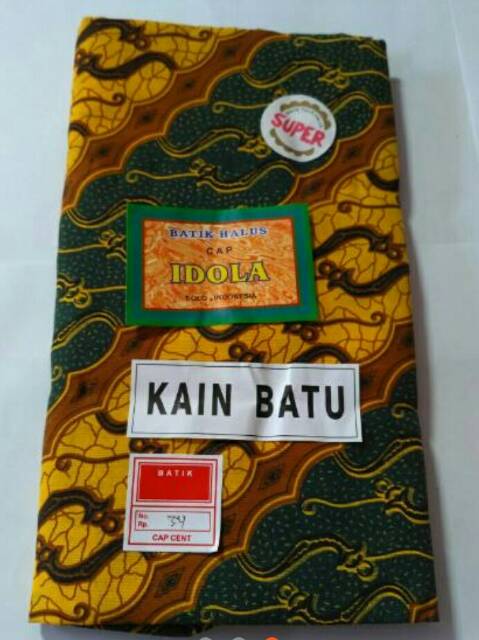 SUPER
BATIK HALUS
CAP
IDOLA
SOLO - INDONESIA
KAIN BATU
BATIK
No.
Rp.
CAP CENT